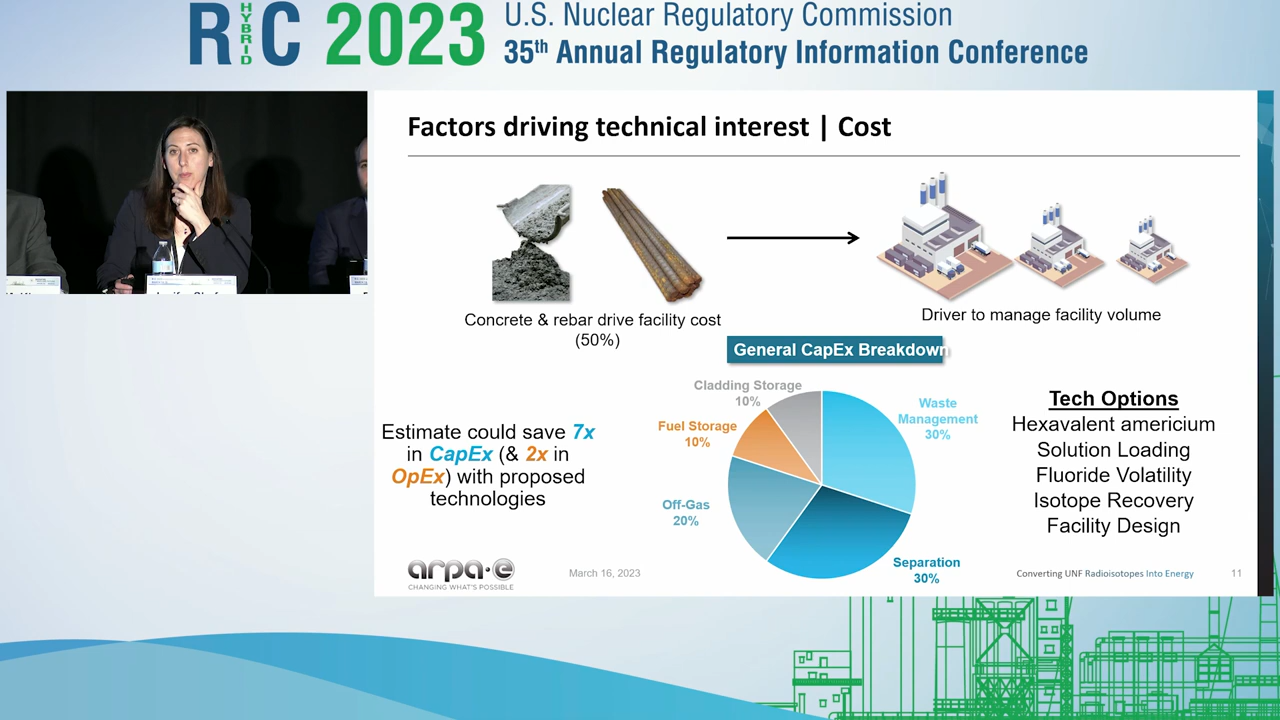 RIC 2023
HYBRID
U.S. Nuclear Regulatory Commission
35th Annual Regulatory Information Conference
Factors driving technical interest | Cost
Concrete & rebar drive facility cost
(50%)
Driver to manage facility volume
General CapEx Breakdown
Cladding Storage
10%
Waste
Management
30%
Fuel Storage
10%
Off-Gas
20%
Separation
30%
Estimate could save 7x
in CapEx (& 2x in
OpEx) with proposed
technologies
Tech Options
Hexavalent americium
Solution Loading
Fluoride Volatility
Isotope Recovery
Facility Design
arpa·e
CHANGING WHAT'S POSSIBLE
March 16, 2023
Converting UNF Radioisotopes Into Energy
11